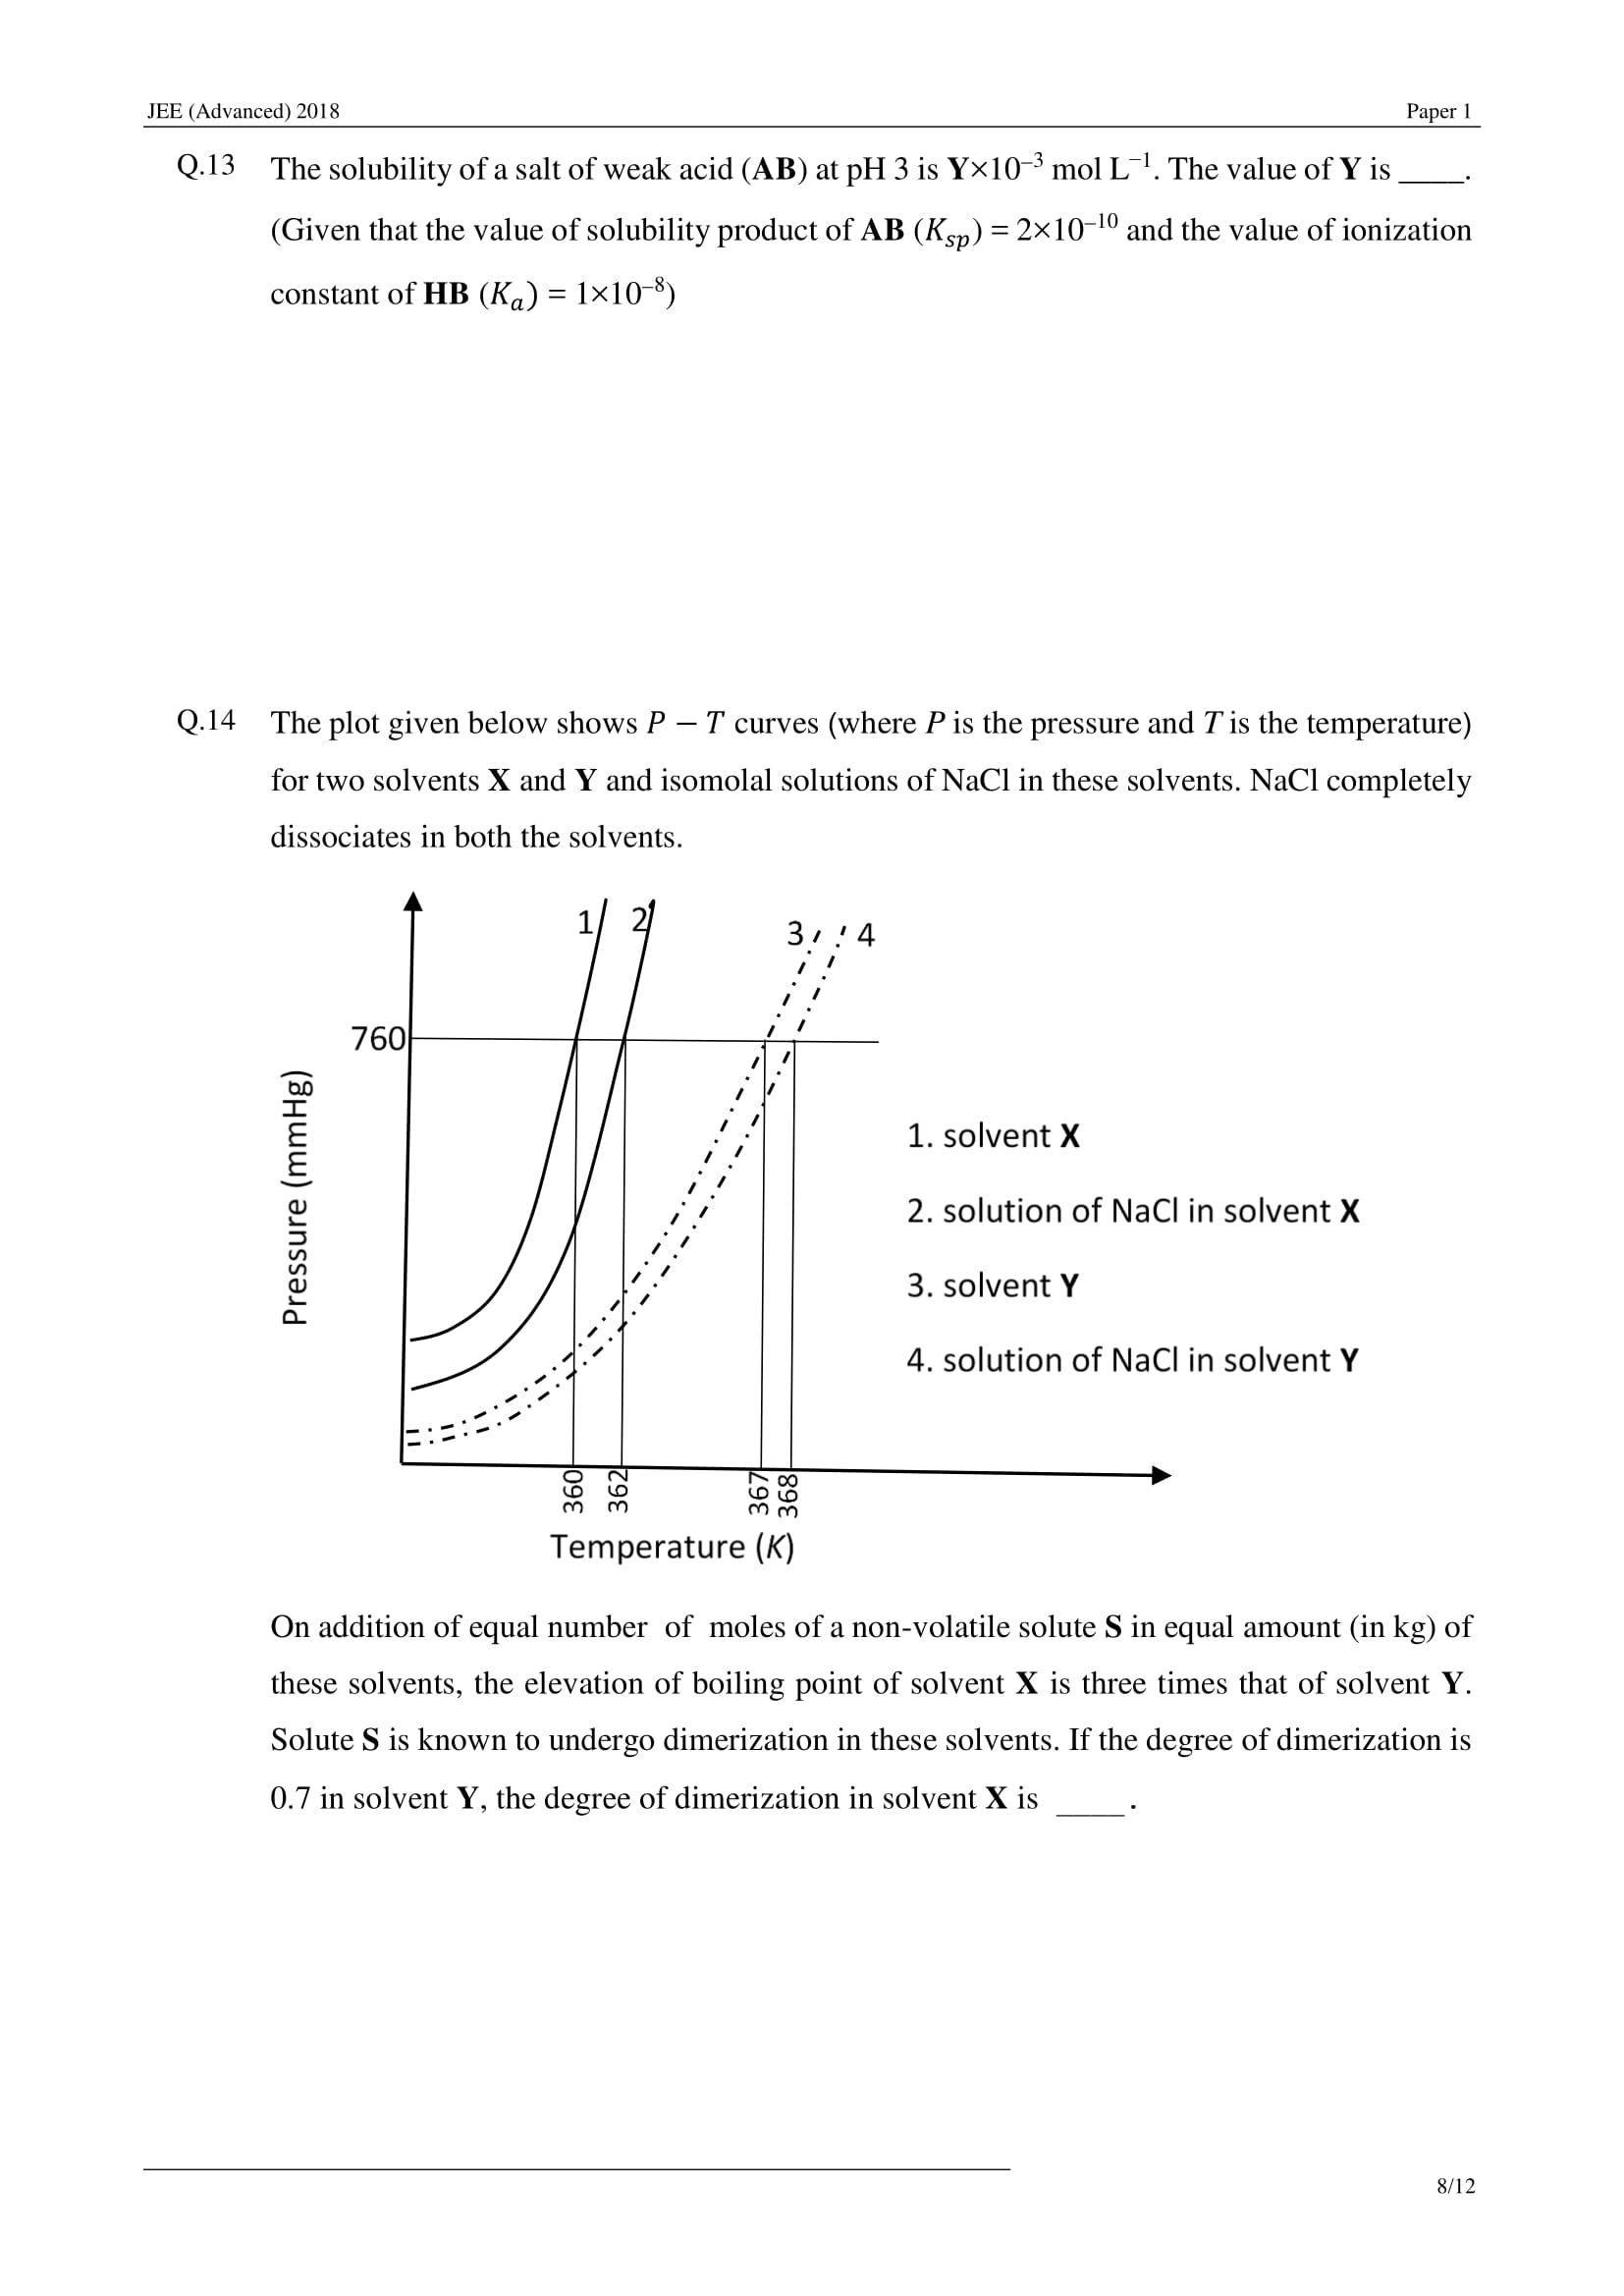 JEE (Advanced) 2018 Paper 1
Q.13 The solubility of a salt of weak acid (AB) at pH 3 is Y×10⁻³ mol L⁻¹. The value of Y is ____.
(Given that the value of solubility product of AB (Kₛₚ) = 2×10⁻¹⁰ and the value of ionization
constant of HB (Kₐ) = 1×10⁻⁸)
Q.14 The plot given below shows P − T curves (where P is the pressure and T is the temperature)
for two solvents X and Y and isomolal solutions of NaCl in these solvents. NaCl completely
dissociates in both the solvents.
1 2 3 4
760
Pressure (mmHg)
1. solvent X
2. solution of NaCl in solvent X
3. solvent Y
4. solution of NaCl in solvent Y
360 362 367 368
Temperature (K)
On addition of equal number of moles of a non-volatile solute S in equal amount (in kg) of
these solvents, the elevation of boiling point of solvent X is three times that of solvent Y.
Solute S is known to undergo dimerization in these solvents. If the degree of dimerization is
0.7 in solvent Y, the degree of dimerization in solvent X is ____.
8/12